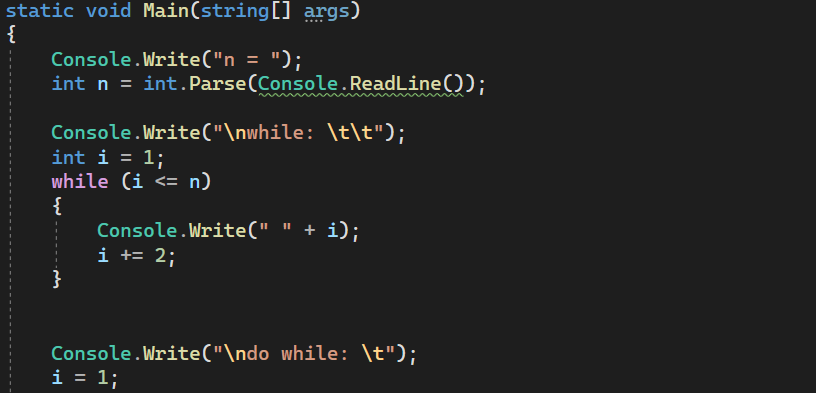 static void Main(string[] args)
{
Console.Write("n = ");
int n = int.Parse(Console.ReadLine());
Console.Write("\nwhile: \t\t");
int i = 1;
while (i <= n)
{
Console.Write(" " + i);
i += 2;
}
Console.Write("\ndo while: \t");
i = 1;